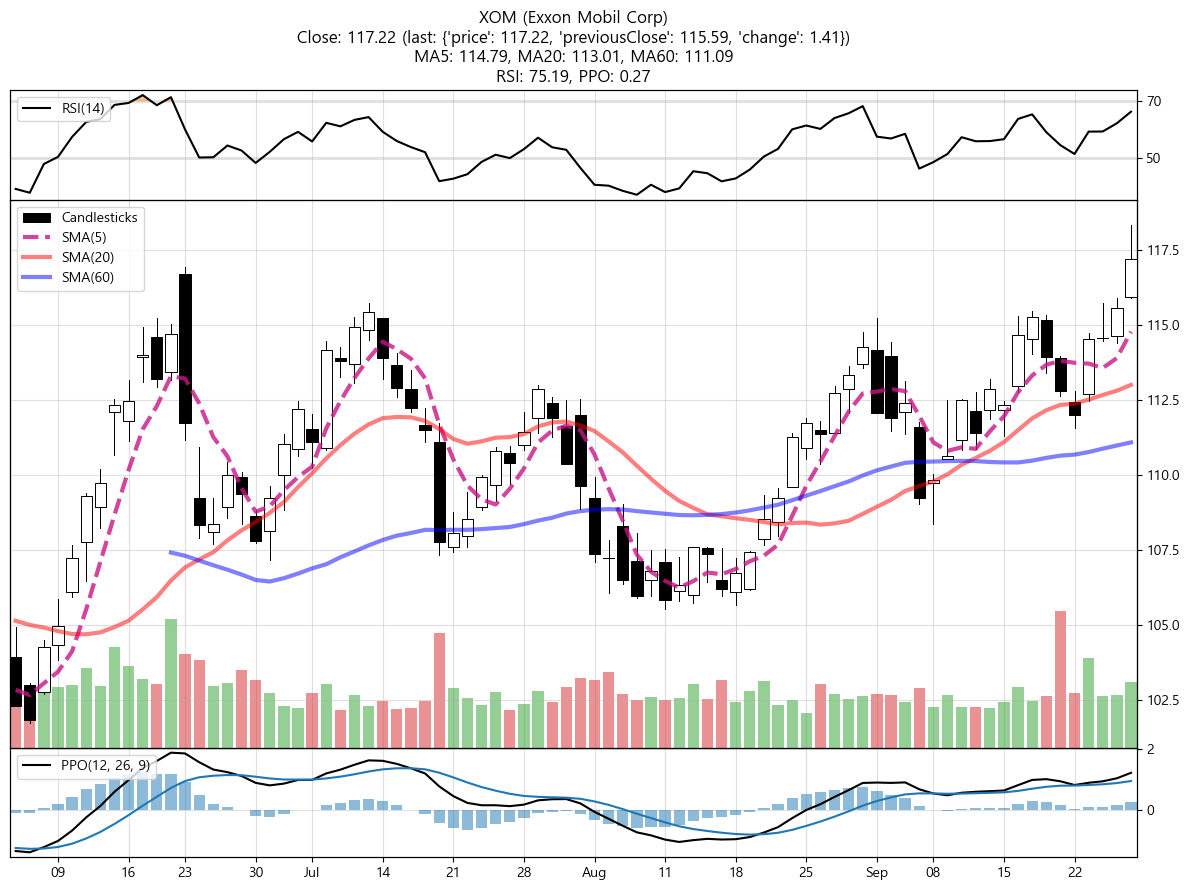 XOM (Exxon Mobil Corp)
Close: 117.22 (last: {'price': 117.22, 'previousClose': 115.59, 'change': 1.41})
MA5: 114.79, MA20: 113.01, MA60: 111.09
RSI: 75.19, PPO: 0.27
RSI(14)
70
50
Candlesticks
SMA(5)
SMA(20)
SMA(60)
117.5
115.0
112.5
110.0
107.5
105.0
102.5
PPO(12, 26, 9)
2
0
09 16 23 30 Jul 14 21 28 Aug 11 18 25 Sep 08 15 22